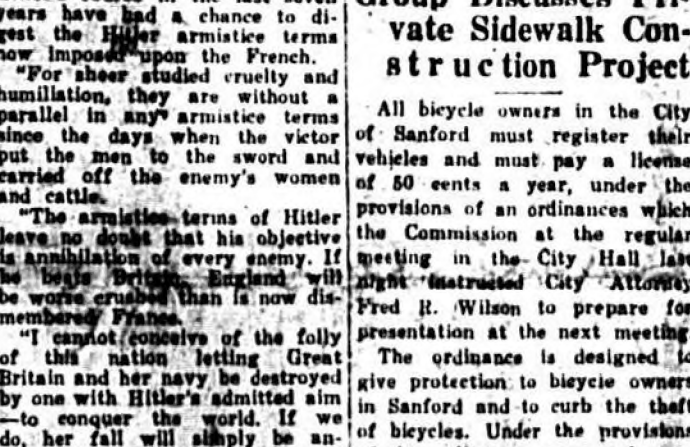 years have had a chance to di-
gest the Hitler armistice terms
now imposed upon the French.
"For sheer studied cruelty and
humiliation, they are without a
parallel in any armistice terms
since the days when the victor
put the men to the sword and
carried off the enemy's women
and cattle.
"The armistice terms of Hitler
leave no doubt that his objective
is annihilation of every enemy. If
he beats Britain, England will
be worse crushed than is now dis-
membered France.
"I cannot conceive of the folly
of this nation letting Great
Britain and her navy be destroyed
by one with Hitler's admitted aim
—to conquer the world. If we
do, her fall will simply be an-
Group Discusses Pri-
vate Sidewalk Con-
struction Project
All bicycle owners in the City
of Sanford must register their
vehicles and must pay a license
of 50 cents a year, under the
provisions of an ordinances which
the Commission at the regular
meeting in the City Hall last
night instructed City Attorney
Fred R. Wilson to prepare for
presentation at the next meeting
The ordinance is designed to
give protection to bicycle owners
in Sanford and to curb the theft
of bicycles. Under the provisions